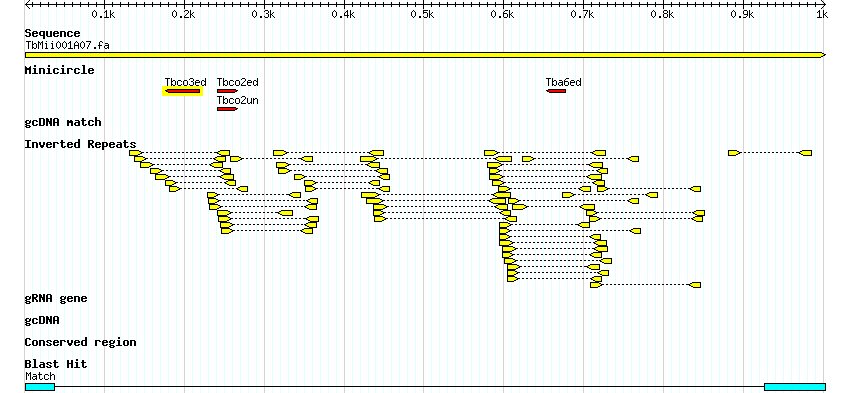 0.1k 0.2k 0.3k 0.4k 0.5k 0.6k 0.7k 0.8k 0.9k 1k
Sequence
TbMii001A07.fa
Minicircle
Tbco3ed Tbco2ed Tba6ed
Tbco2un
gcDNA match
Inverted Repeats
gRNA gene
gcDNA
Conserved region
Blast Hit
Match